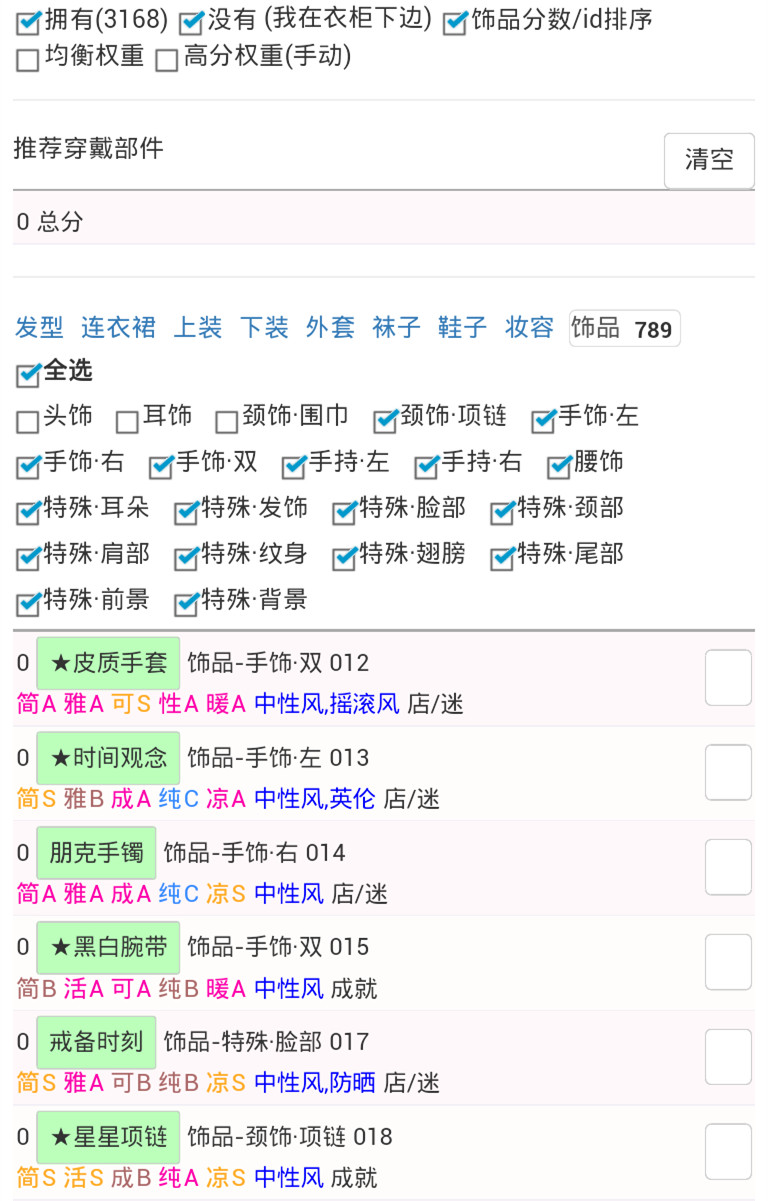 拥有(3168) 没有 (我在衣柜下边) 饰品分数/id排序
均衡权重 高分权重(手动)
推荐穿戴部件
清空
0 总分
发型 连衣裙 上装 下装 外套 袜子 鞋子 妆容 饰品 789
全选
头饰 耳饰 颈饰·围巾 颈饰·项链 手饰·左
手饰·右 手饰·双 手持·左 手持·右 腰饰
特殊·耳朵 特殊·发饰 特殊·脸部 特殊·颈部
特殊·肩部 特殊·纹身 特殊·翅膀 特殊·尾部
特殊·前景 特殊·背景
0 ★皮质手套 饰品-手饰·双 012
简A 雅A 可S 性A 暖A 中性风,摇滚风 店/迷
0 ★时间观念 饰品-手饰·左 013
简S 雅B 成A 纯C 凉A 中性风,英伦 店/迷
0 朋克手镯 饰品-手饰·右 014
简A 雅A 成A 纯C 凉S 中性风 店/迷
0 ★黑白腕带 饰品-手饰·双 015
简B 活A 可A 纯B 暖A 中性风 成就
0 戒备时刻 饰品-特殊·脸部 017
简S 雅A 可B 纯B 凉S 中性风,防晒 店/迷
0 ★星星项链 饰品-颈饰·项链 018
简S 活S 成B 纯A 凉S 中性风 成就